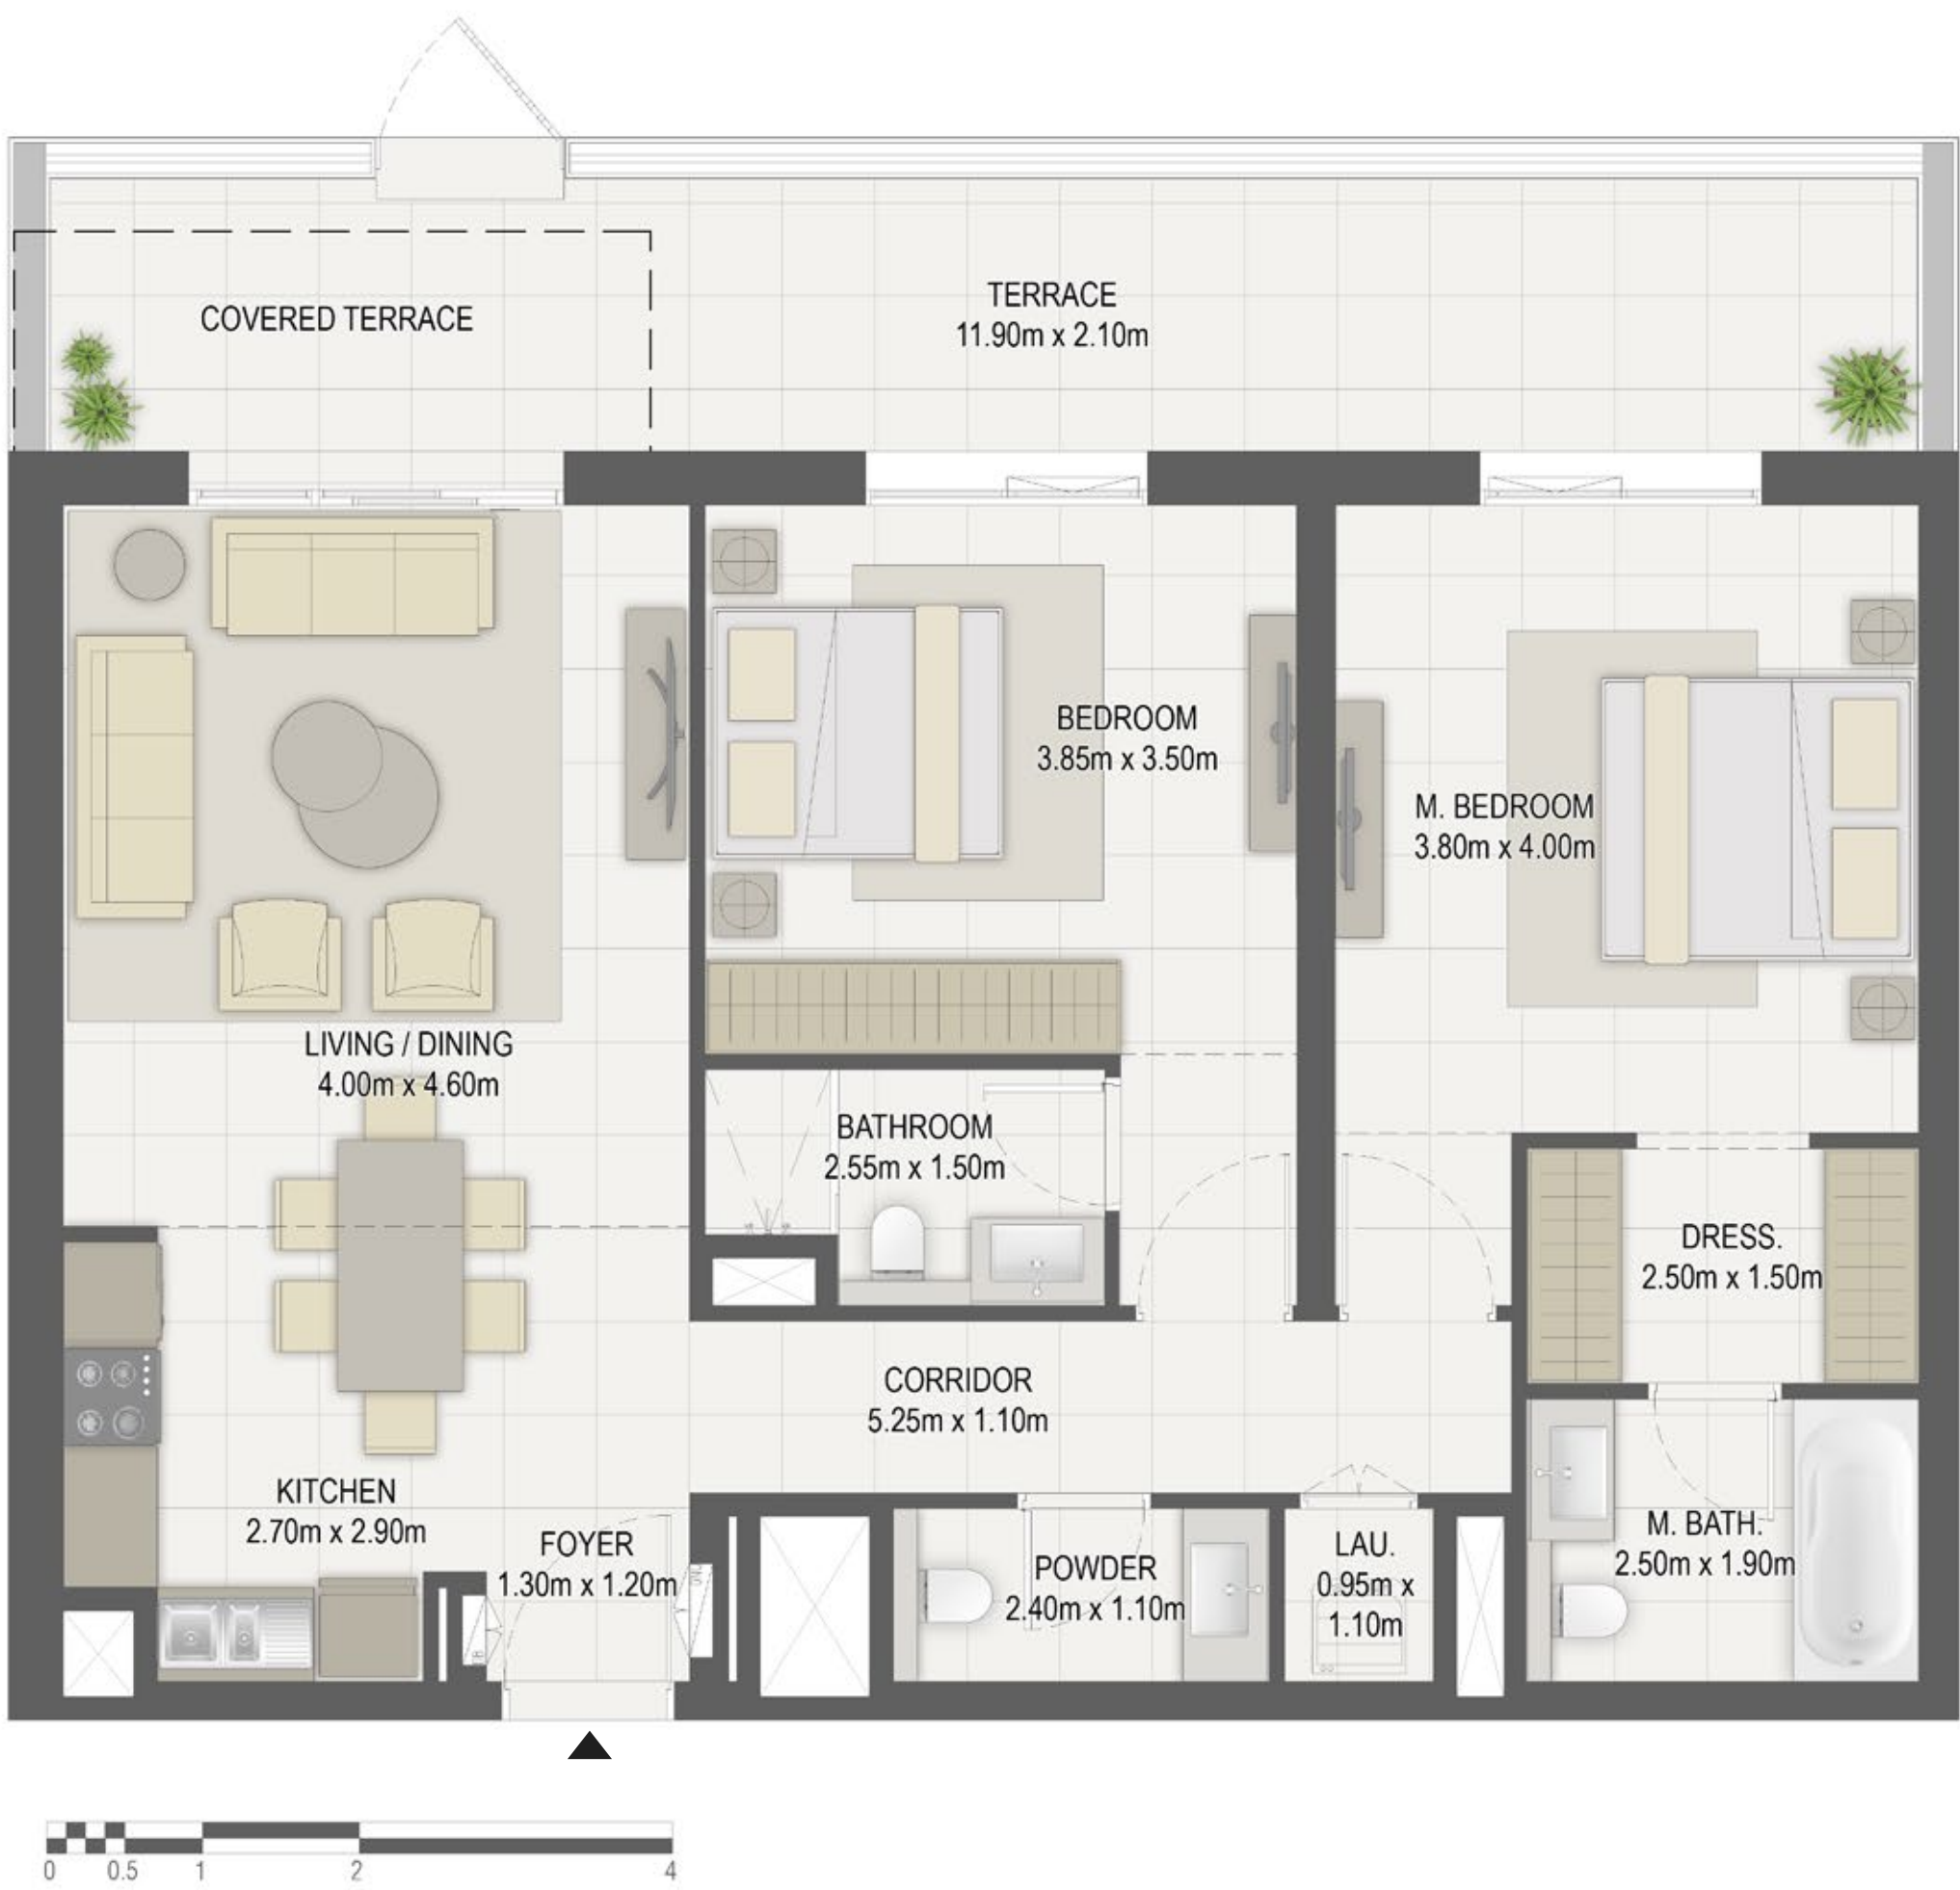 COVERED TERRACE
TERRACE
11.90m x 2.10m
BEDROOM
3.85m x 3.50m
M. BEDROOM
3.80m x 4.00m
LIVING / DINING
4.00m x 4.60m
BATHROOM
2.55m x 1.50m
DRESS.
2.50m x 1.50m
CORRIDOR
5.25m x 1.10m
KITCHEN
2.70m x 2.90m
FOYER
1.30m x 1.20m
POWDER
2.40m x 1.10m
LAU.
0.95m x
1.10m
M. BATH.
2.50m x 1.90m
0 0.5 1 2 4